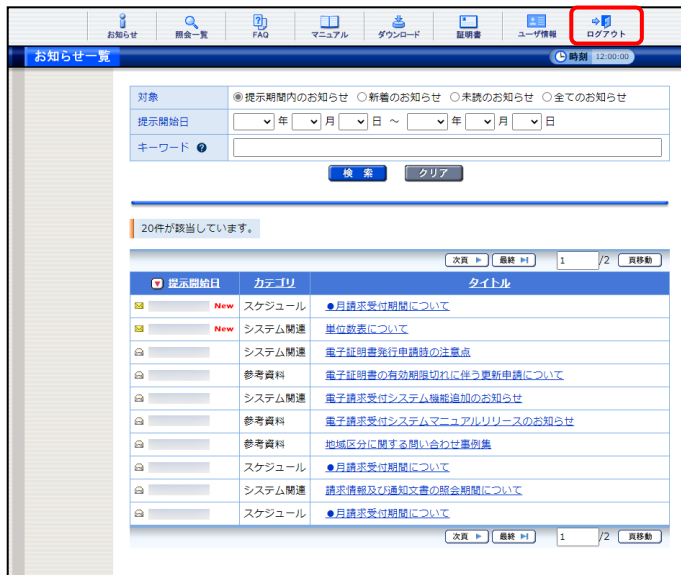 お知らせ 照会一覧 FAQ マニュアル ダウンロード 証明書 ユーザ情報 ログアウト
お知らせ一覧 時刻 12:00:00
対象 提示期間内のお知らせ 新着のお知らせ 未読のお知らせ 全てのお知らせ
提示開始日 年 月 日 ～ 年 月 日
キーワード ?
検 索 クリア
20件が該当しています。
次頁 最終 1 /2 頁移動
提示開始日 カテゴリ タイトル
New スケジュール ●月請求受付期間について
New システム関連 単位数表について
システム関連 電子証明書発行申請時の注意点
参考資料 電子証明書の有効期限切れに伴う更新申請について
システム関連 電子請求受付システム機能追加のお知らせ
参考資料 電子請求受付システムマニュアルリリースのお知らせ
参考資料 地域区分に関する問い合わせ事例集
スケジュール ●月請求受付期間について
システム関連 請求情報及び通知文書の照会期間について
スケジュール ●月請求受付期間について
次頁 最終 1 /2 頁移動